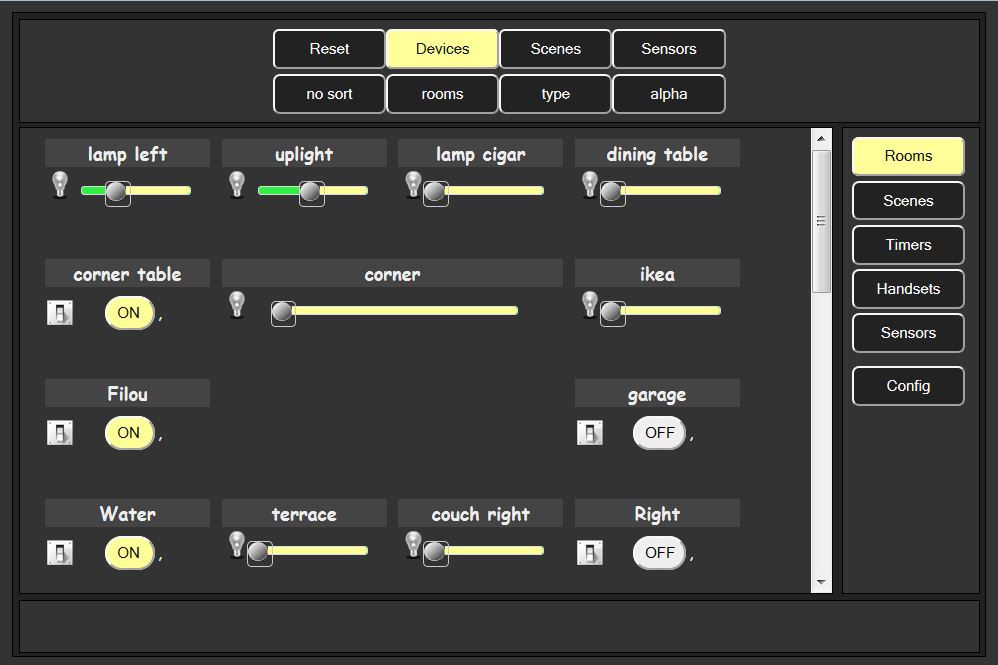 Reset Devices Scenes Sensors
no sort rooms type alpha
lamp left uplight lamp cigar dining table
corner table corner ikea
ON ,
Filou garage
ON , OFF ,
Water terrace couch right Right
ON , OFF ,
Rooms
Scenes
Timers
Handsets
Sensors
Config